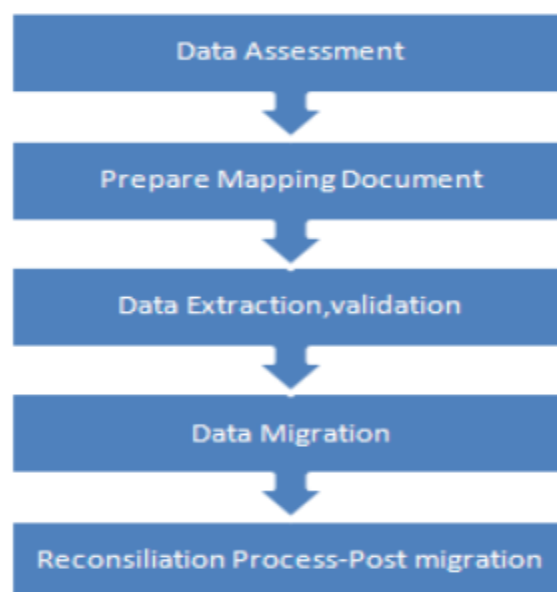 Data Assessment
Prepare Mapping Document
Data Extraction,validation
Data Migration
Reconsiliation Process-Post migration